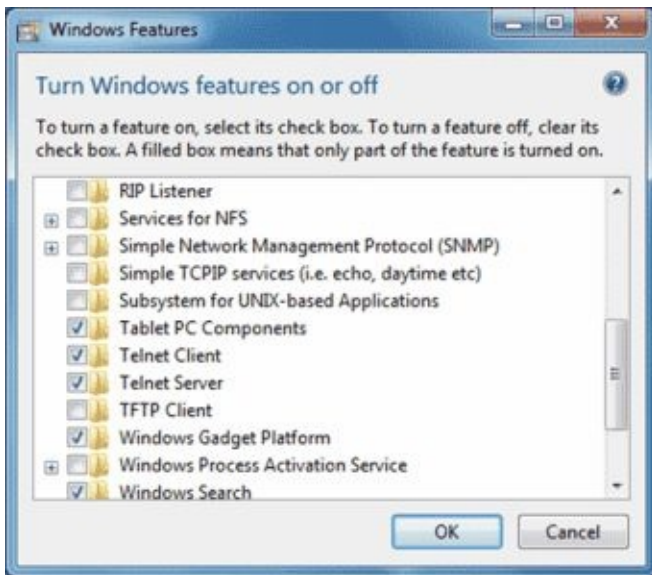 Windows Features
Turn Windows features on or off
To turn a feature on, select its check box. To turn a feature off, clear its
check box. A filled box means that only part of the feature is turned on.
RIP Listener
Services for NFS
Simple Network Management Protocol (SNMP)
Simple TCPIP services (i.e. echo, daytime etc)
Subsystem for UNIX-based Applications
Tablet PC Components
Telnet Client
Telnet Server
TFTP Client
Windows Gadget Platform
Windows Process Activation Service
Windows Search
OK Cancel